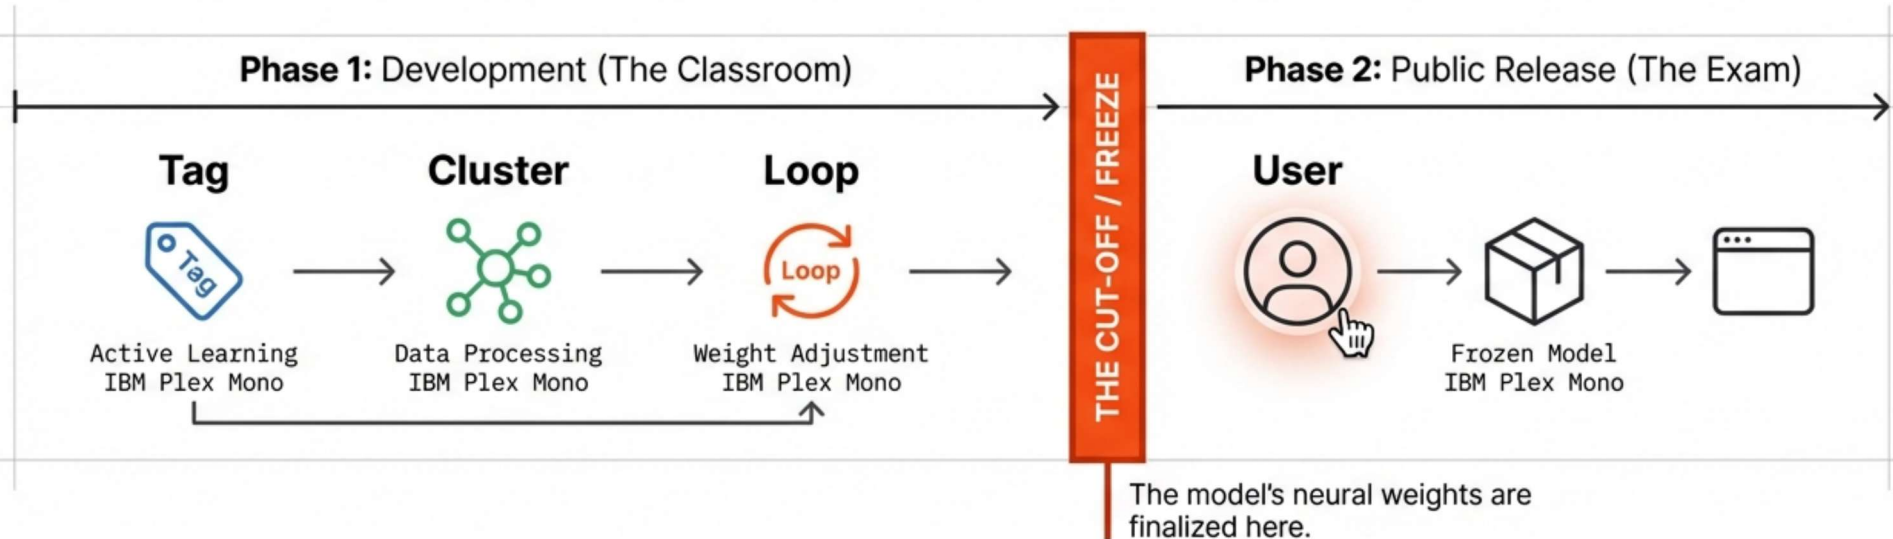 Phase 1: Development (The Classroom)
Tag
Cluster
Loop
Tag
Loop
Active Learning
IBM Plex Mono
Data Processing
IBM Plex Mono
Weight Adjustment
IBM Plex Mono
THE CUT-OFF / FREEZE
Phase 2: Public Release (The Exam)
User
Frozen Model
IBM Plex Mono
The model's neural weights are
finalized here.